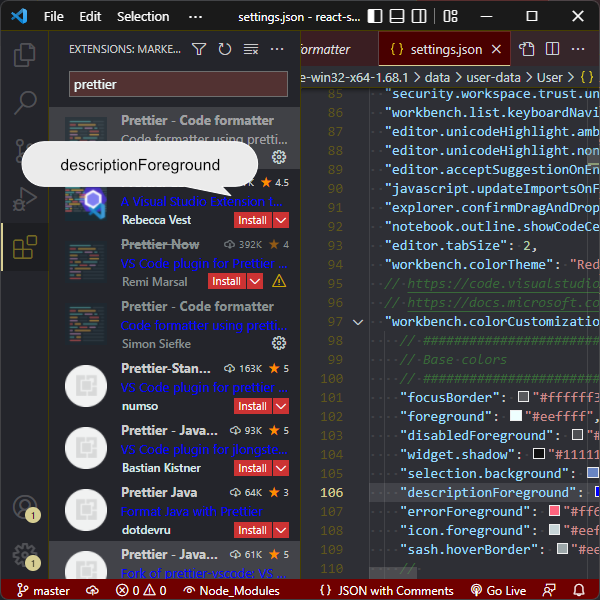 File Edit Selection ··· settings.json - react-s...
EXTENSIONS: MARKE...
prettier
Prettier - Code formatter
Code formatter using pretti...
descriptionForeground
4.5
A Visual Studio Extension f...
Rebecca Vest Install
Prettier Now 392K 4
VS Code plugin for Prettier ...
Remi Marsal Install
Prettier - Code formatter
Code formatter using pretti...
Simon Siefke
Prettier-Stan... 163K 5
VS Code plugin for prettier ...
numso Install
Prettier - Java... 93K 5
VS Code plugin for jlongste...
Bastian Kistner Install
Prettier Java 64K 3
Format Java with Prettier
dotdevru Install
Prettier - Java... 61K 5
Fork of prettier-vscode: VS ...
1
1
ormatter
{ } settings.json
e-win32-x64-1.68.1 > data > user-data > User >
85 "security.workspace.trust.un
86 "workbench.list.keyboardNavi
87 "editor.unicodeHighlight.amb
88 "editor.unicodeHighlight.non
89 "editor.acceptSuggestionOnEn
90 "javascript.updateImportsOnF
91 "explorer.confirmDragAndDrop
92 "notebook.outline.showCodeCe
93 "editor.tabSize": 2,
94 "workbench.colorTheme": "Red
95 // https://code.visualstudio
96 // https://docs.microsoft.co
97 "workbench.colorCustomizatio
98 // ########################
99 // Base colors
100 // ########################
101 "focusBorder": "#ffffff3
102 "foreground": "#eeffff",
103 "disabledForeground": "#
104 "widget.shadow": "#11111
105 "selection.background":
106 "descriptionForeground":
107 "errorForeground": "#ff6
108 "icon.foreground": "#eef
109 "sash.hoverBorder": "#ee
//
master 0 0 Node_Modules { } JSON with Comments Go Live